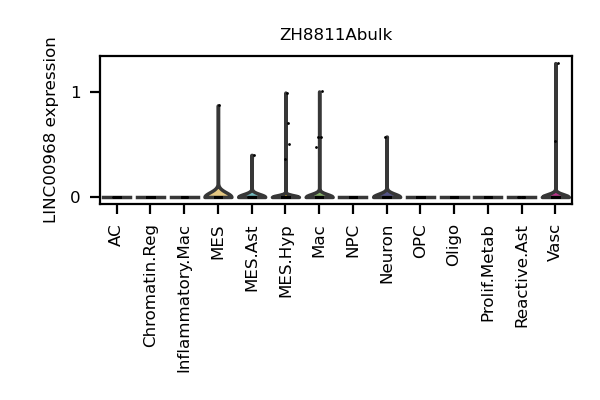 ZH8811Abulk
LINC00968 expression
1
0
AC
Chromatin.Reg
Inflammatory.Mac
MES
MES.Ast
MES.Hyp
Mac
NPC
Neuron
OPC
Oligo
Prolif.Metab
Reactive.Ast
Vasc